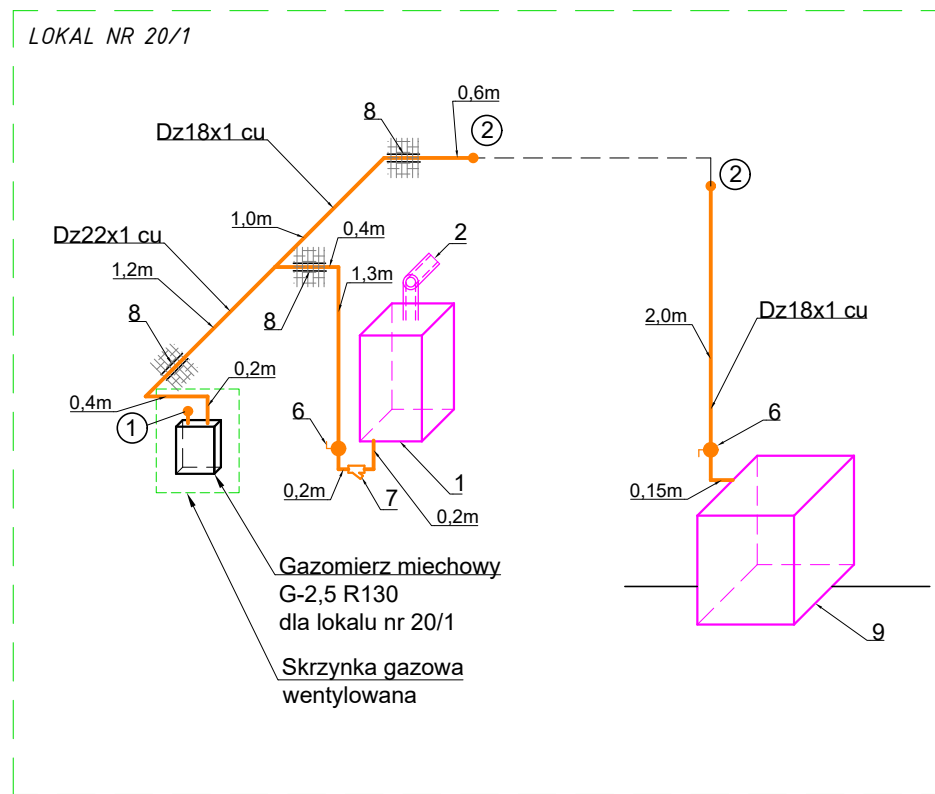 LOKAL NR 20/1
0,6m
8
2
Dz18x1 cu
2
1,0m
0,4m
2
Dz22x1 cu
1,2m
1,3m
8
8
2,0m
Dz18x1 cu
0,2m
0,4m
1
6
6
0,2m
7
1
0,2m
0,15m
Gazomierz miechowy
G-2,5 R130
dla lokalu nr 20/1
9
Skrzynka gazowa
wentylowana